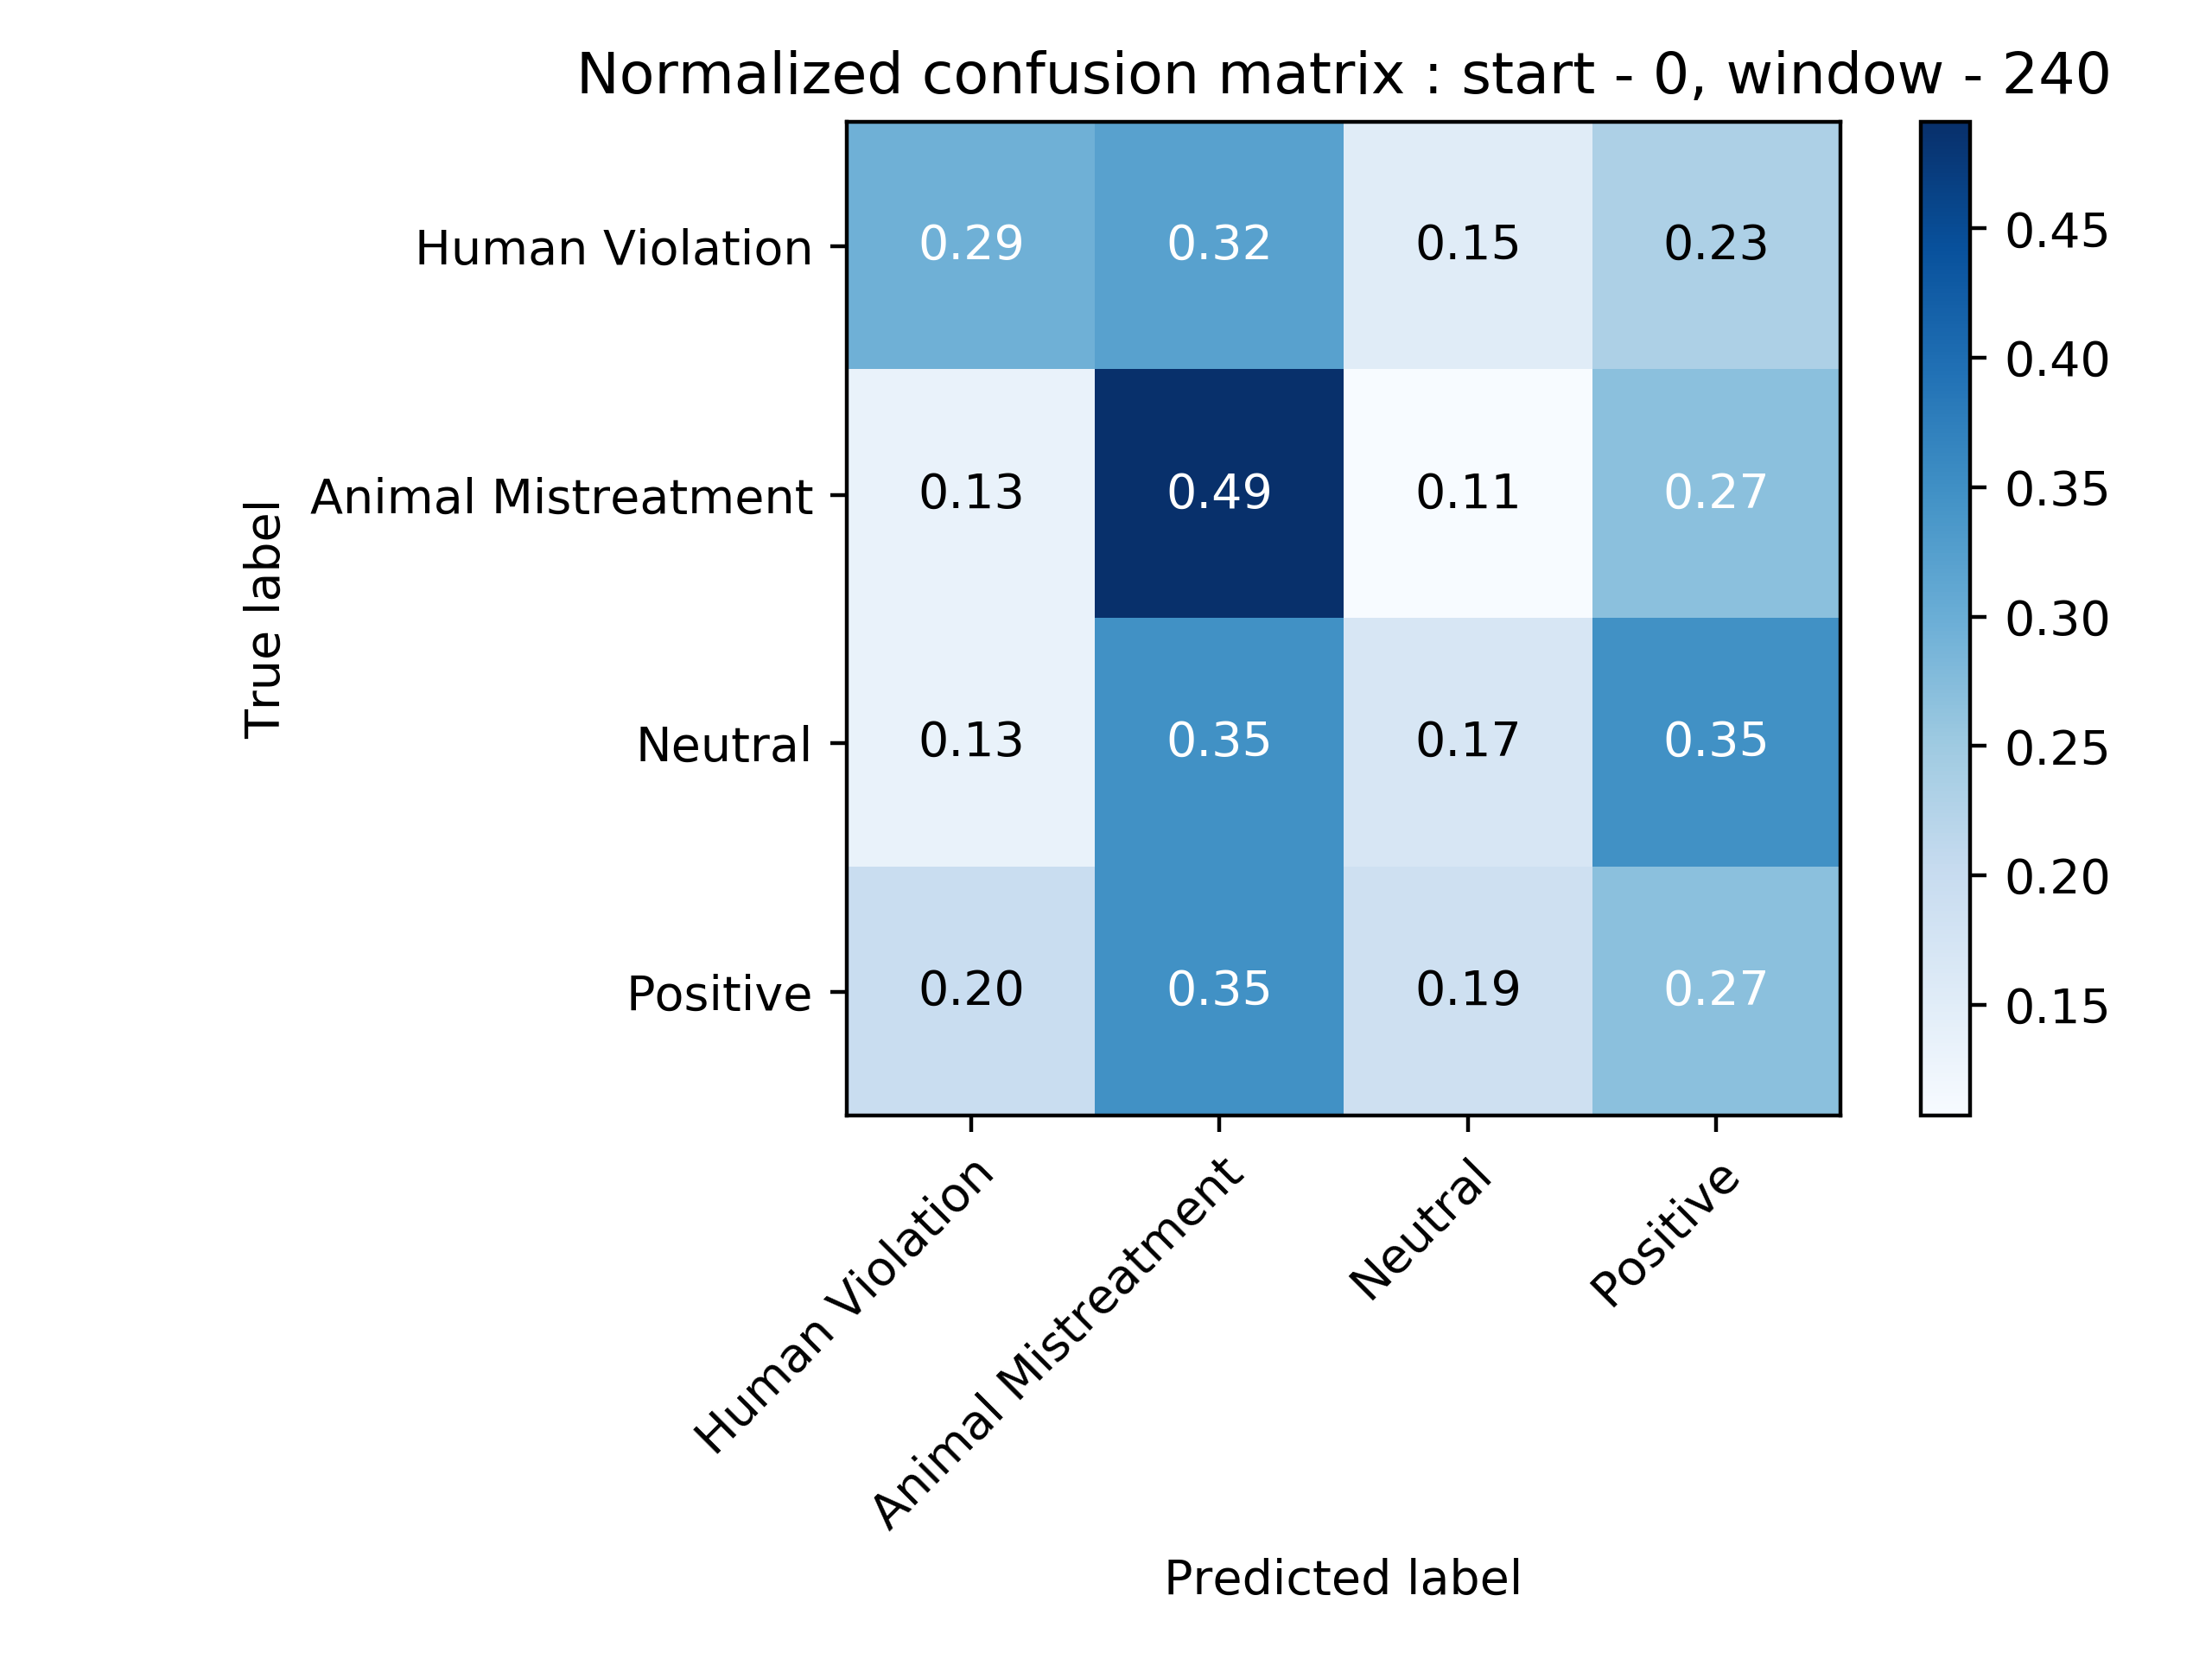 Normalized confusion matrix : start - 0, window - 240
True label
Human Violation
0.29 0.32 0.15 0.23
Animal Mistreatment
0.13 0.49 0.11 0.27
Neutral
0.13 0.35 0.17 0.35
Positive
0.20 0.35 0.19 0.27
0.45
0.40
0.35
0.30
0.25
0.20
0.15
Human Violation
Animal Mistreatment
Neutral
Positive
Predicted label